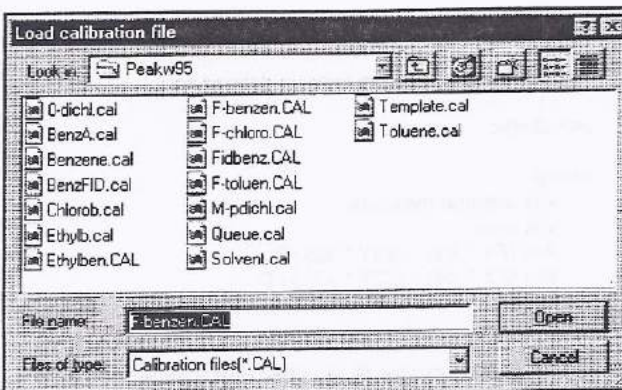 Load calibration file
Look in: Peakw95
0-dichl.cal
BenzA.cal
Benzene.cal
BenzFID.cal
Chlorob.cal
Ethylb.cal
Ethylben.CAL
F-benzen.CAL
F-chloro.CAL
Fidbenz.CAL
F-toluen.CAL
M-pdichl.cal
Queue.cal
Solvent.cal
Template.cal
Toluene.cal
File name: F-benzen.CAL
Open
Files of type: Calibration files(*.CAL)
Cancel